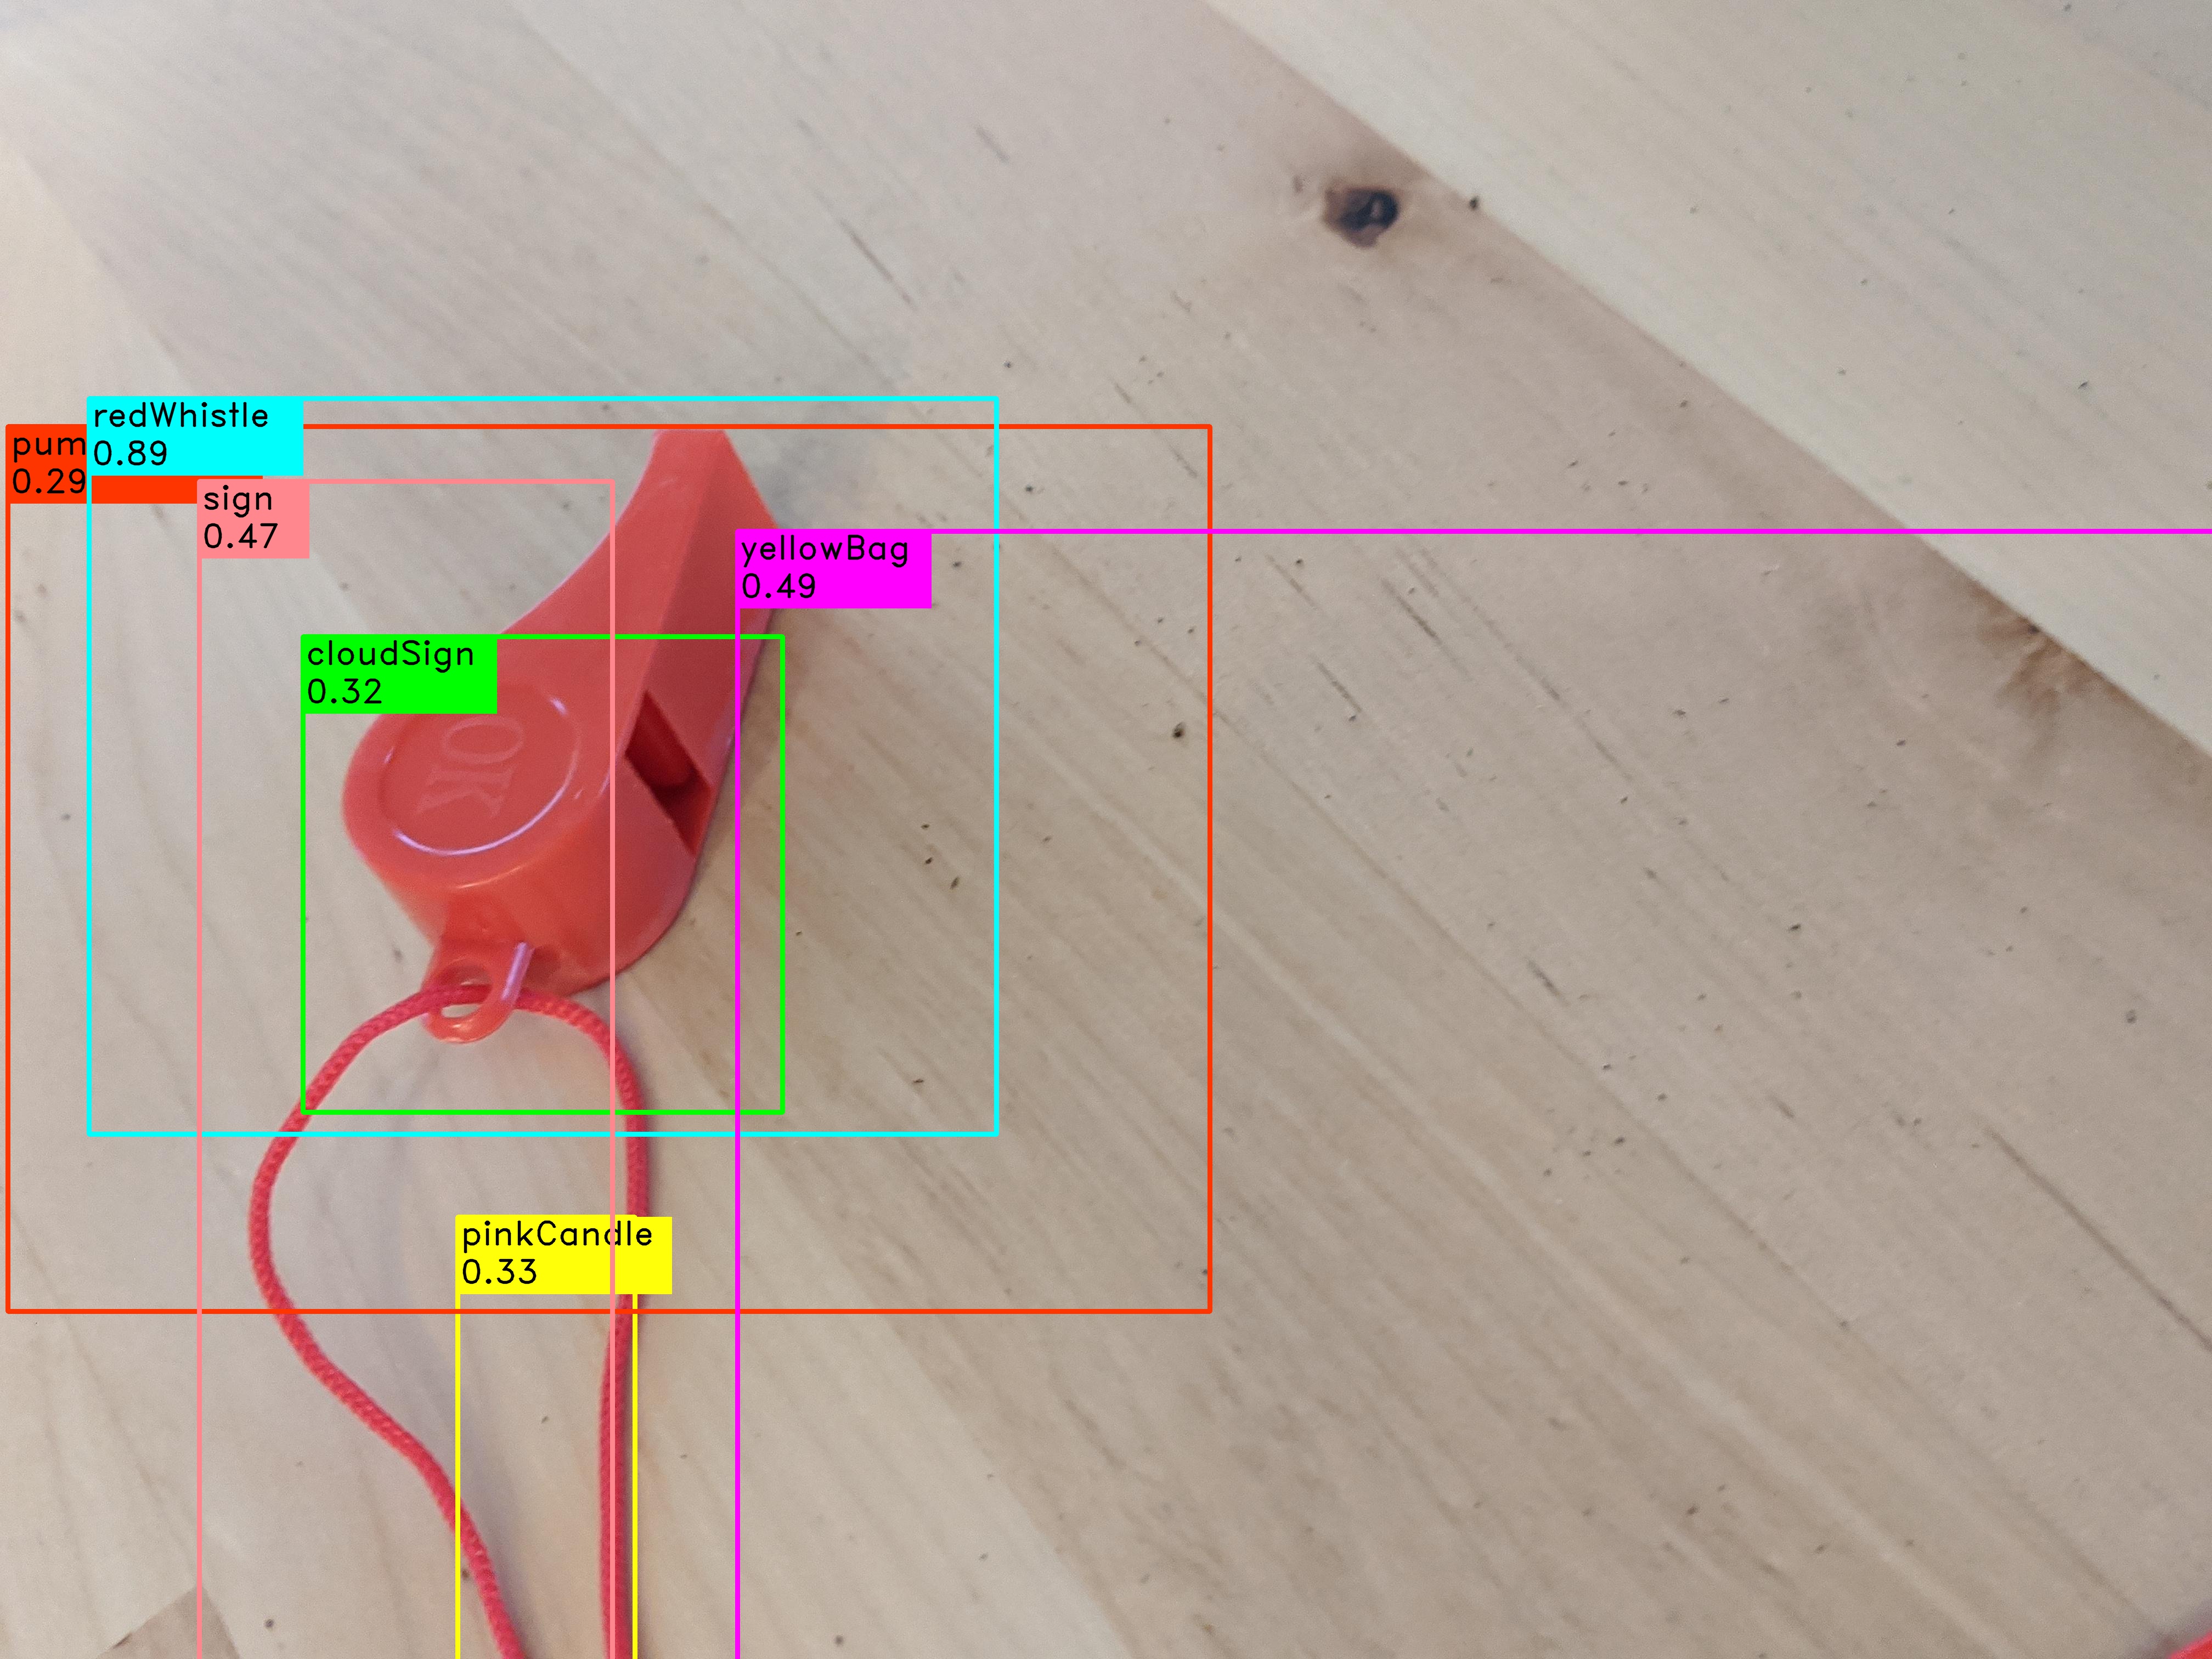 redWhistle
0.89
pum
0.29
sign
0.47
yellowBag
0.49
cloudSign
0.32
OK
pinkCandle
0.33